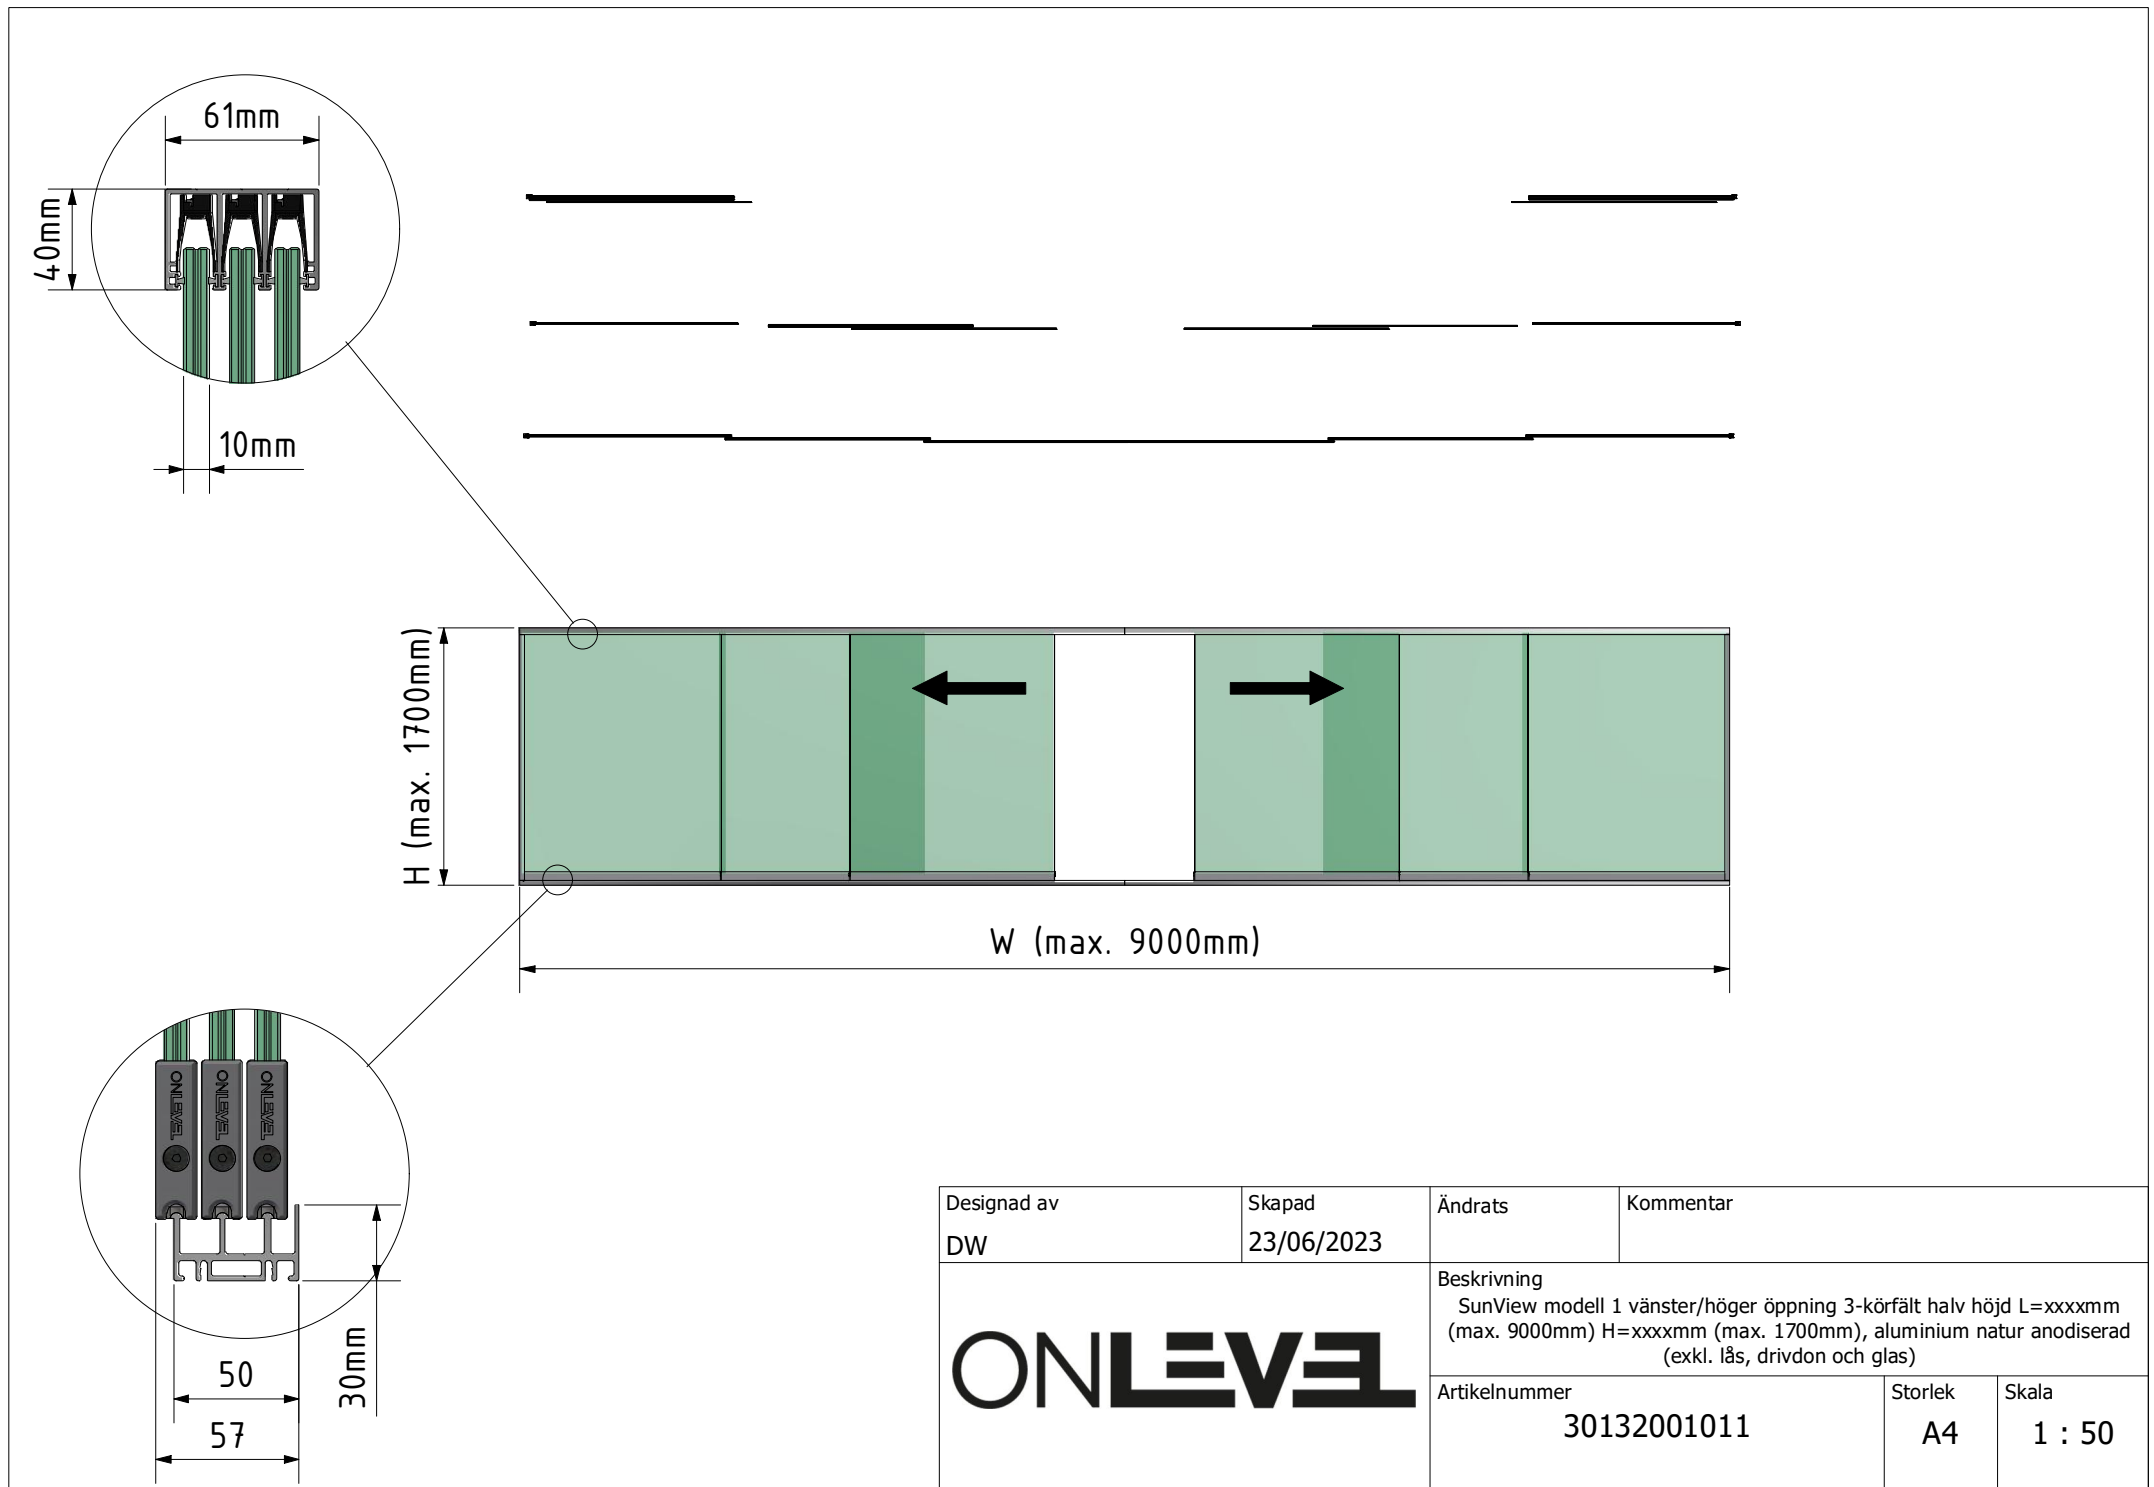 61mm
40mm
10mm
H (max. 1700mm)
W (max. 9000mm)
ONLEVEL
ONLEVEL
ONLEVEL
30mm
50
57
Designad av
DW
Skapad
23/06/2023
Ändrats
Kommentar
ONLEVEL
Beskrivning
SunView modell 1 vänster/höger öppning 3-körfält halv höjd L=xxxxmm
(max. 9000mm) H=xxxxmm (max. 1700mm), aluminium natur anodiserad
(exkl. lås, drivdon och glas)
Artikelnummer
30132001011
Storlek
A4
Skala
1 : 50